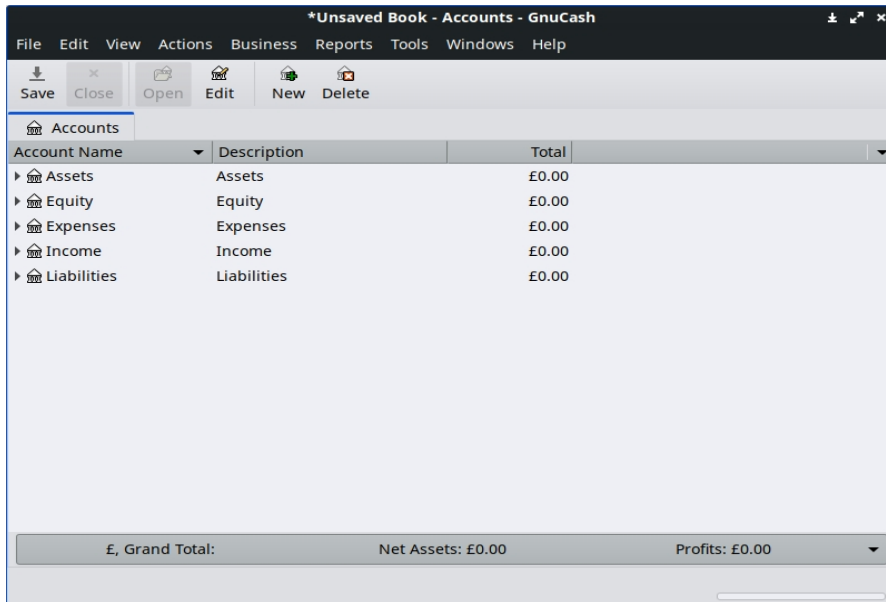 *Unsaved Book - Accounts - GnuCash
File Edit View Actions Business Reports Tools Windows Help
Save Close Open Edit New Delete
Accounts
Account Name Description Total
Assets Assets £0.00
Equity Equity £0.00
Expenses Expenses £0.00
Income Income £0.00
Liabilities Liabilities £0.00
£, Grand Total: Net Assets: £0.00 Profits: £0.00